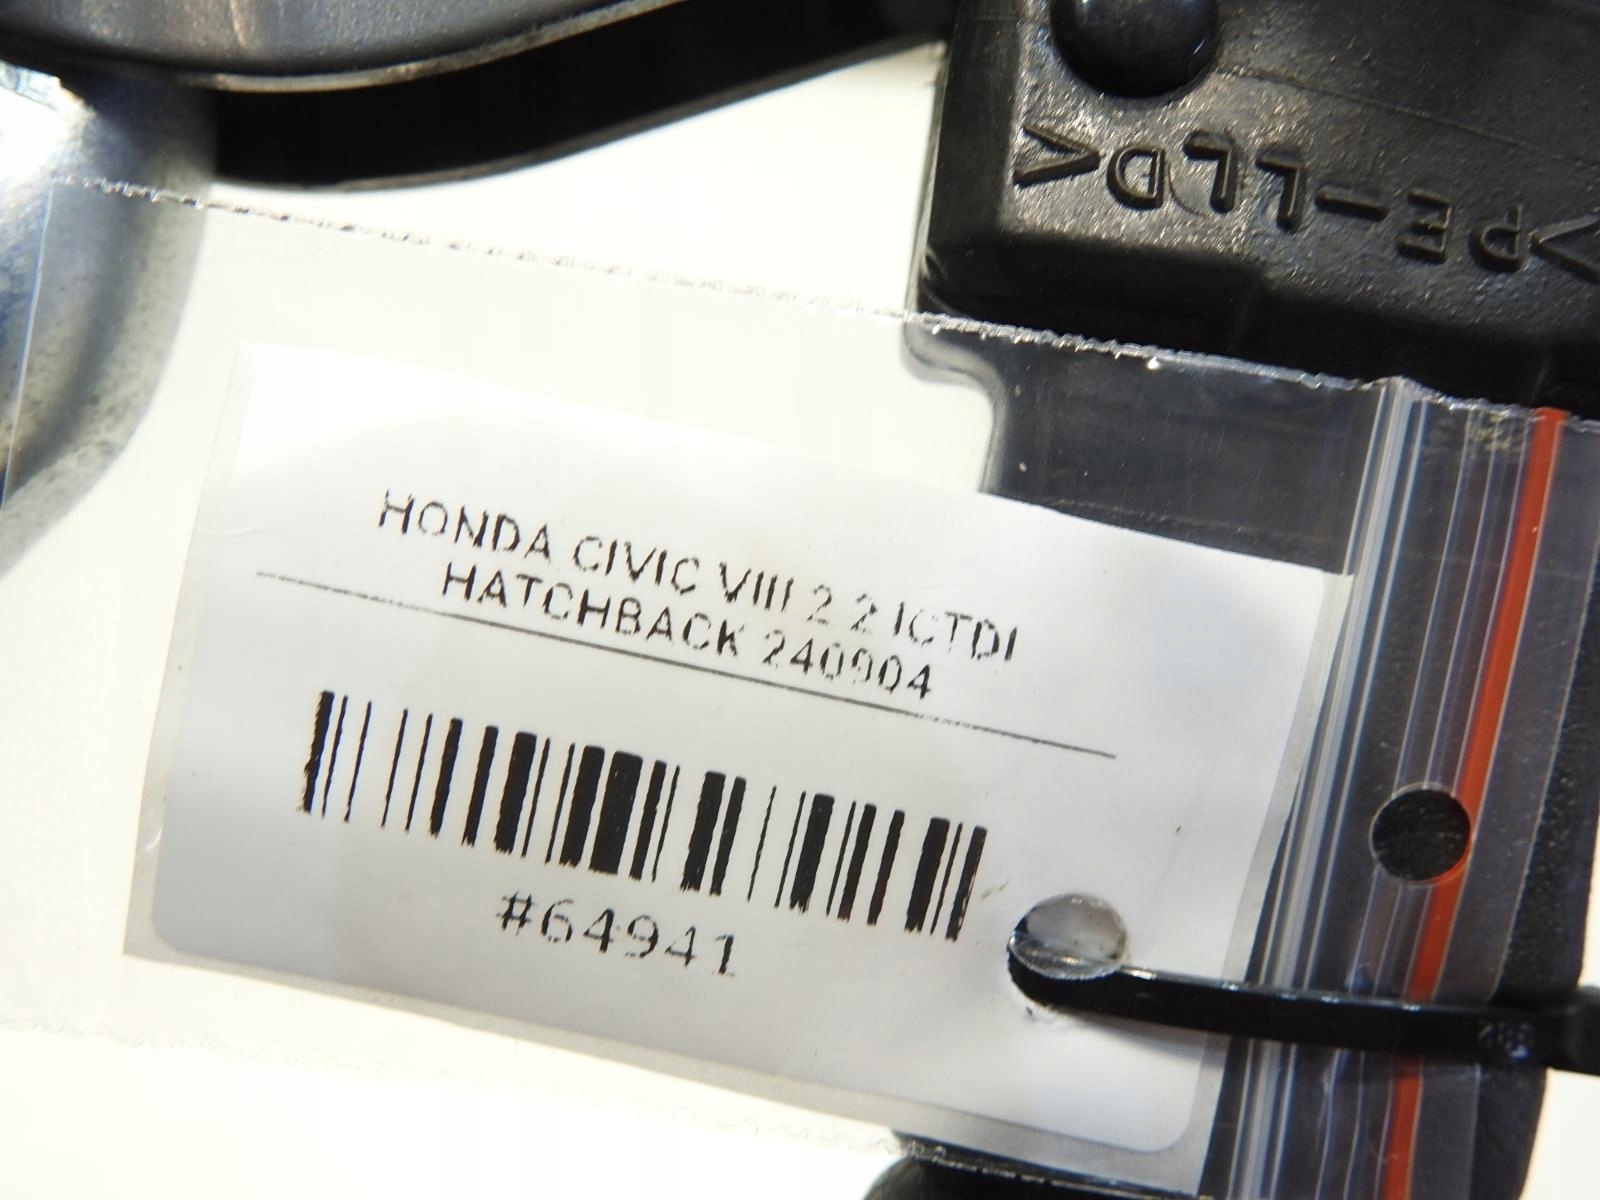 >PE-LLD<
HONDA CIVIC VIII 2.2 ICTDI
HATCHBACK 240904
#64941